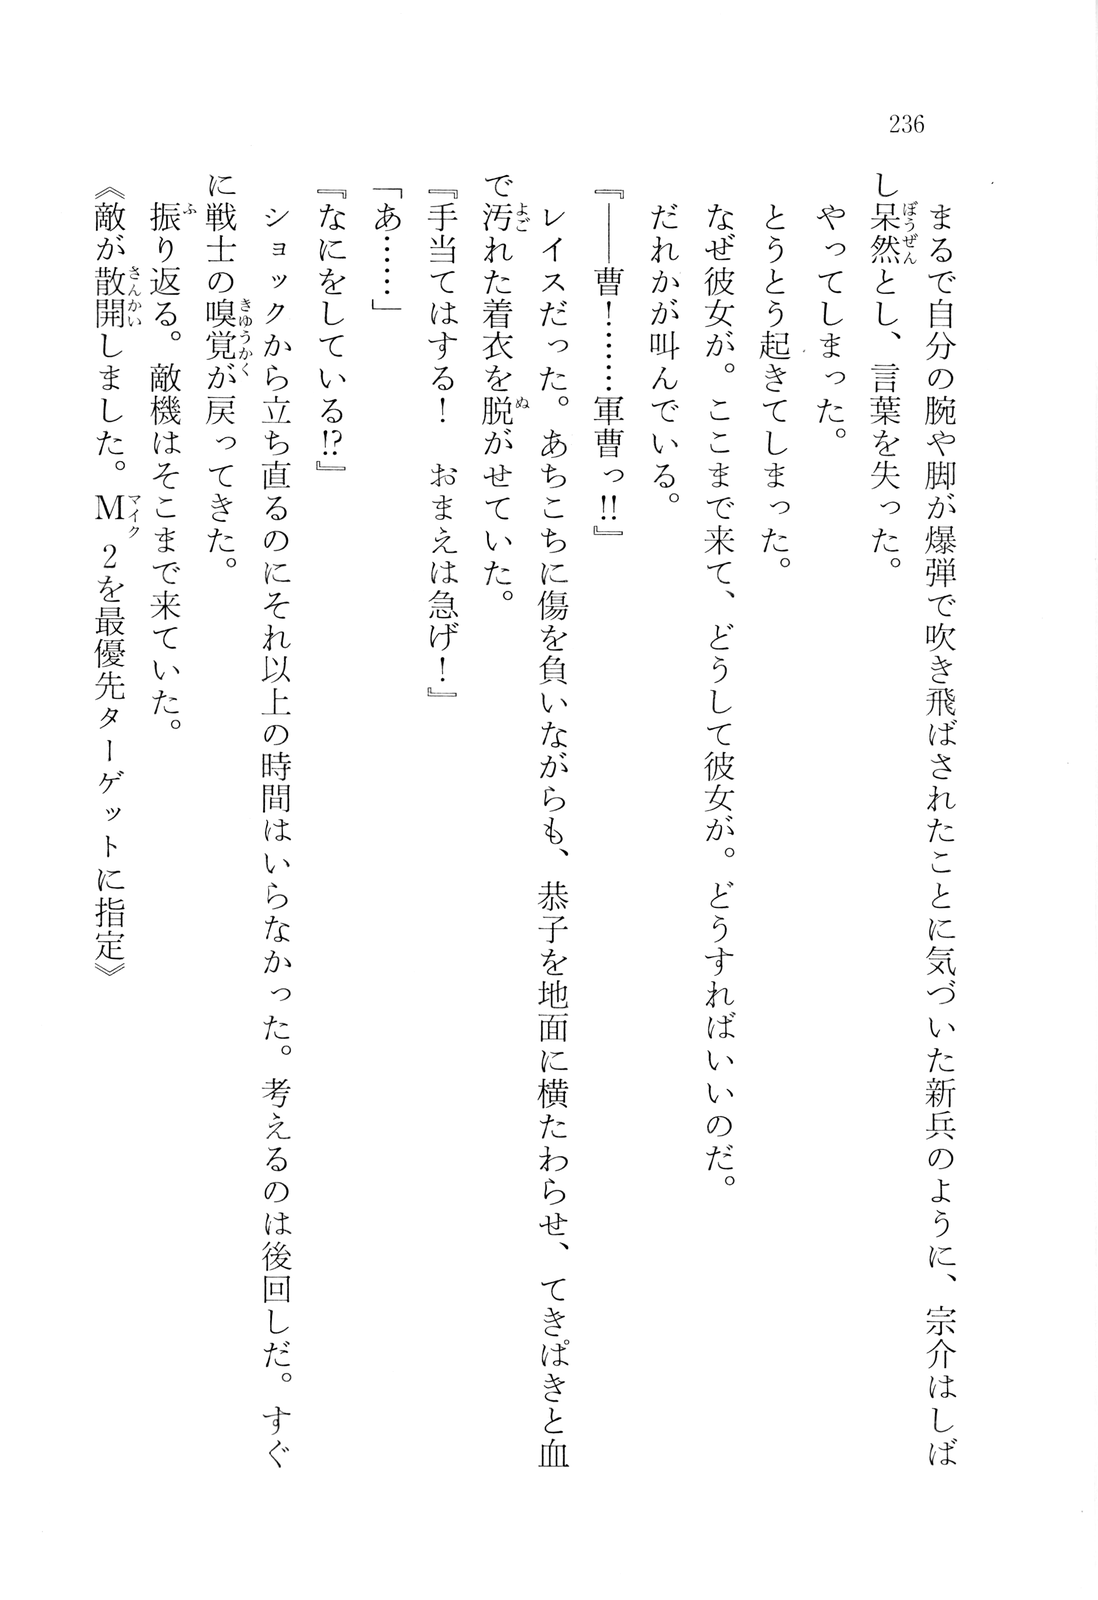 236
まるで自分の腕や脚が爆弾で吹き飛ばされたことに気づいた新兵のように、宗介はしば
し呆然とし、言葉を失った。
やってしまった。
とうとう起きてしまった。
なぜ彼女が。ここまで来て、どうして彼女が。どうすればいいのだ。
だれかが叫んでいる。
『――曹！……軍曹っ!!』
レイスだった。あちこちに傷を負いながらも、恭子を地面に横たわらせ、てきぱきと血
で汚れた着衣を脱がせていた。
『手当てはする！　おまえは急げ！』
「あ……」
『なにをしている!?』
ショックから立ち直るのにそれ以上の時間はいらなかった。考えるのは後回しだ。すぐ
に戦士の嗅覚が戻ってきた。
振り返る。敵機はそこまで来ていた。
《敵が散開しました。M2を最優先ターゲットに指定》